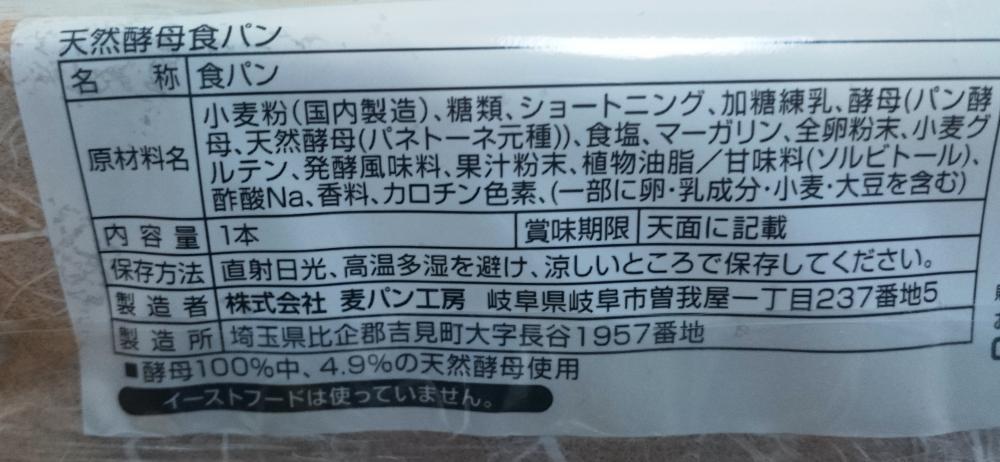 天然酵母食パン
名称 食パン
原材料名 小麦粉(国内製造)、糖類、ショートニング、加糖練乳、酵母(パン酵
母、天然酵母(パネトーネ元種))、食塩、マーガリン、全卵粉末、小麦グ
ルテン、発酵風味料、果汁粉末、植物油脂/甘味料(ソルビトール)、
酢酸Na、香料、カロチン色素、(一部に卵・乳成分・小麦・大豆を含む)
内容量 1本 賞味期限 天面に記載
保存方法 直射日光、高温多湿を避け、涼しいところで保存してください。
製造者 株式会社 麦パン工房 岐阜県岐阜市曽我屋一丁目237番地5
製造所 埼玉県比企郡吉見町大字長谷1957番地
■酵母100%中、4.9%の天然酵母使用
イーストフードは使っていません。